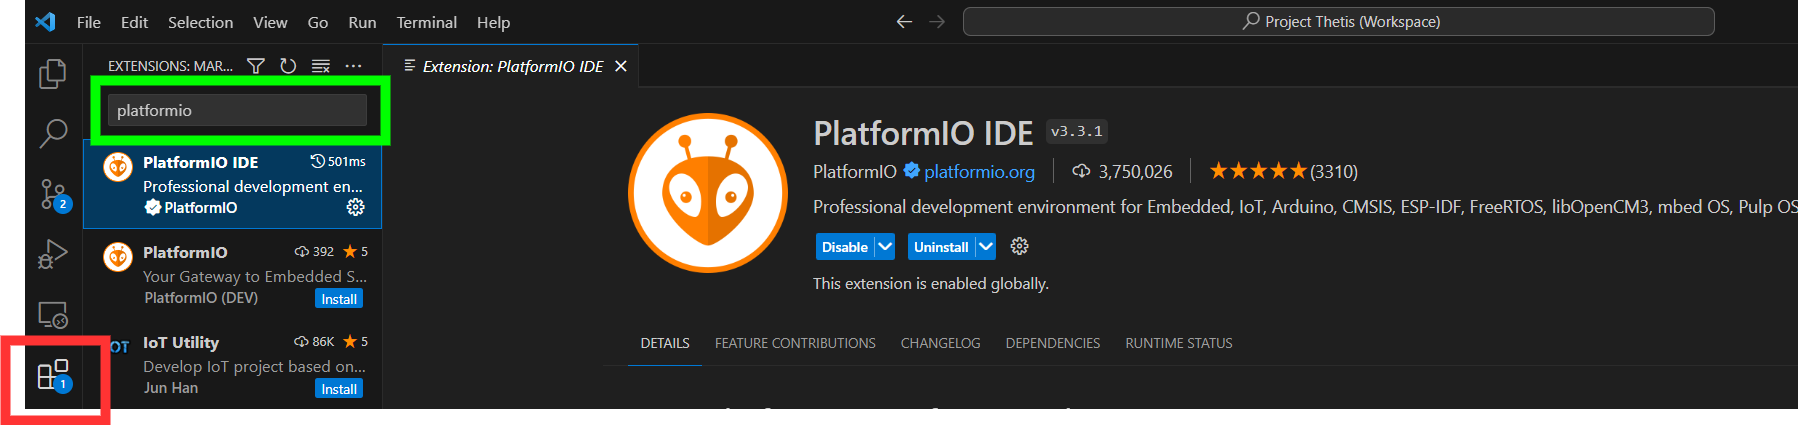 File Edit Selection View Go Run Terminal Help
Project Thetis (Workspace)
EXTENSIONS: MAR...
Extension: PlatformIO IDE
platformio
PlatformIO IDE 501ms
Professional development en...
PlatformIO
2
PlatformIO 392 5
Your Gateway to Embedded S...
PlatformIO (DEV) Install
IoT Utility 86K 5
Develop IoT project based on...
Jun Han Install
1
PlatformIO IDE v3.3.1
PlatformIO platformio.org 3,750,026 (3310)
Professional development environment for Embedded, IoT, Arduino, CMSIS, ESP-IDF, FreeRTOS, libOpenCM3, mbed OS, Pulp OS
Disable Uninstall
This extension is enabled globally.
DETAILS FEATURE CONTRIBUTIONS CHANGELOG DEPENDENCIES RUNTIME STATUS